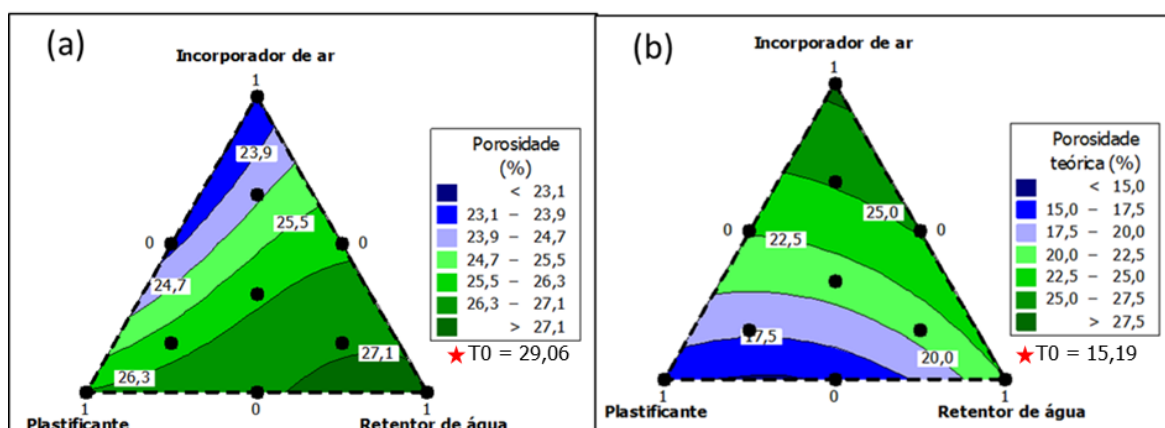 (a)
Incorporador de ar
1
23,9
25,5
0
0
24,7
27,1
26,3
1
0
1
Plastificante
Retentor de água
Porosidade
(%)
< 23,1
23,1 – 23,9
23,9 – 24,7
24,7 – 25,5
25,5 – 26,3
26,3 – 27,1
> 27,1
T0 = 29,06
(b)
Incorporador de ar
1
25,0
0
0
22,5
17,5
20,0
1
0
1
Plastificante
Retentor de água
Porosidade
teórica (%)
< 15,0
15,0 – 17,5
17,5 – 20,0
20,0 – 22,5
22,5 – 25,0
25,0 – 27,5
> 27,5
T0 = 15,19